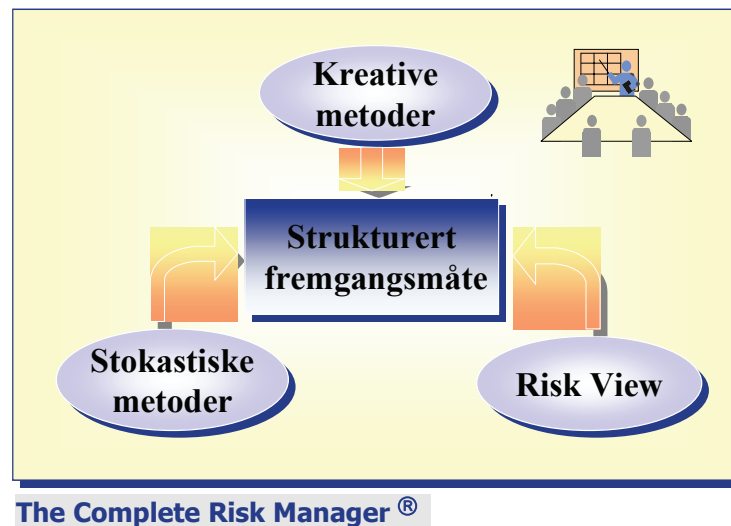 Kreative
metoder
Strukturert
fremgangsmåte
Stokastiske
metoder
Risk View
The Complete Risk Manager ®